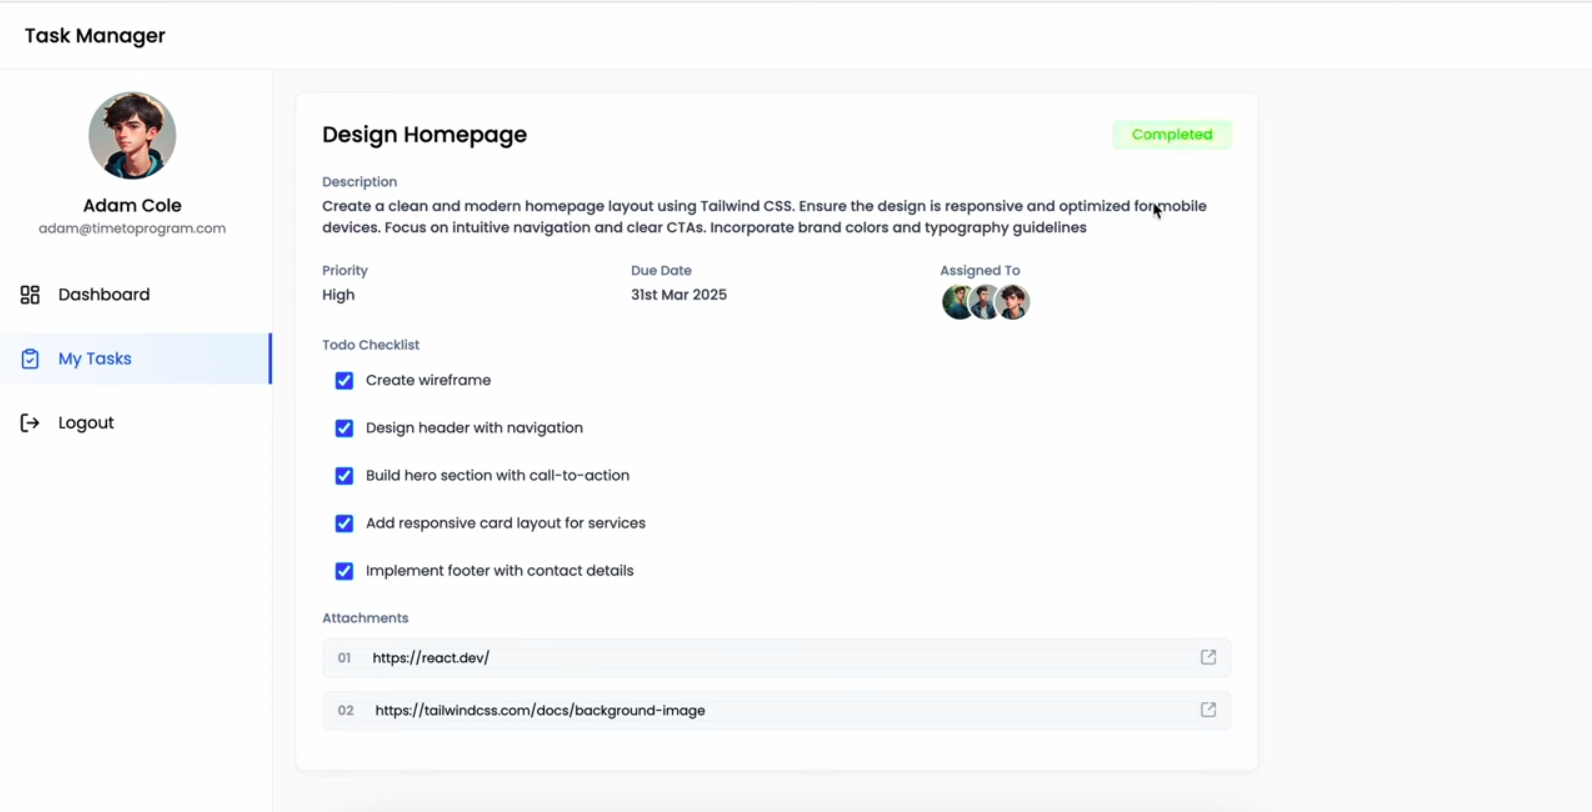 Task Manager
Adam Cole
adam@timetoprogram.com
Dashboard
My Tasks
Logout
Design Homepage
Completed
Description
Create a clean and modern homepage layout using Tailwind CSS. Ensure the design is responsive and optimized for mobile
devices. Focus on intuitive navigation and clear CTAs. Incorporate brand colors and typography guidelines
Priority
High
Due Date
31st Mar 2025
Assigned To
Todo Checklist
Create wireframe
Design header with navigation
Build hero section with call-to-action
Add responsive card layout for services
Implement footer with contact details
Attachments
01 https://react.dev/
02 https://tailwindcss.com/docs/background-image